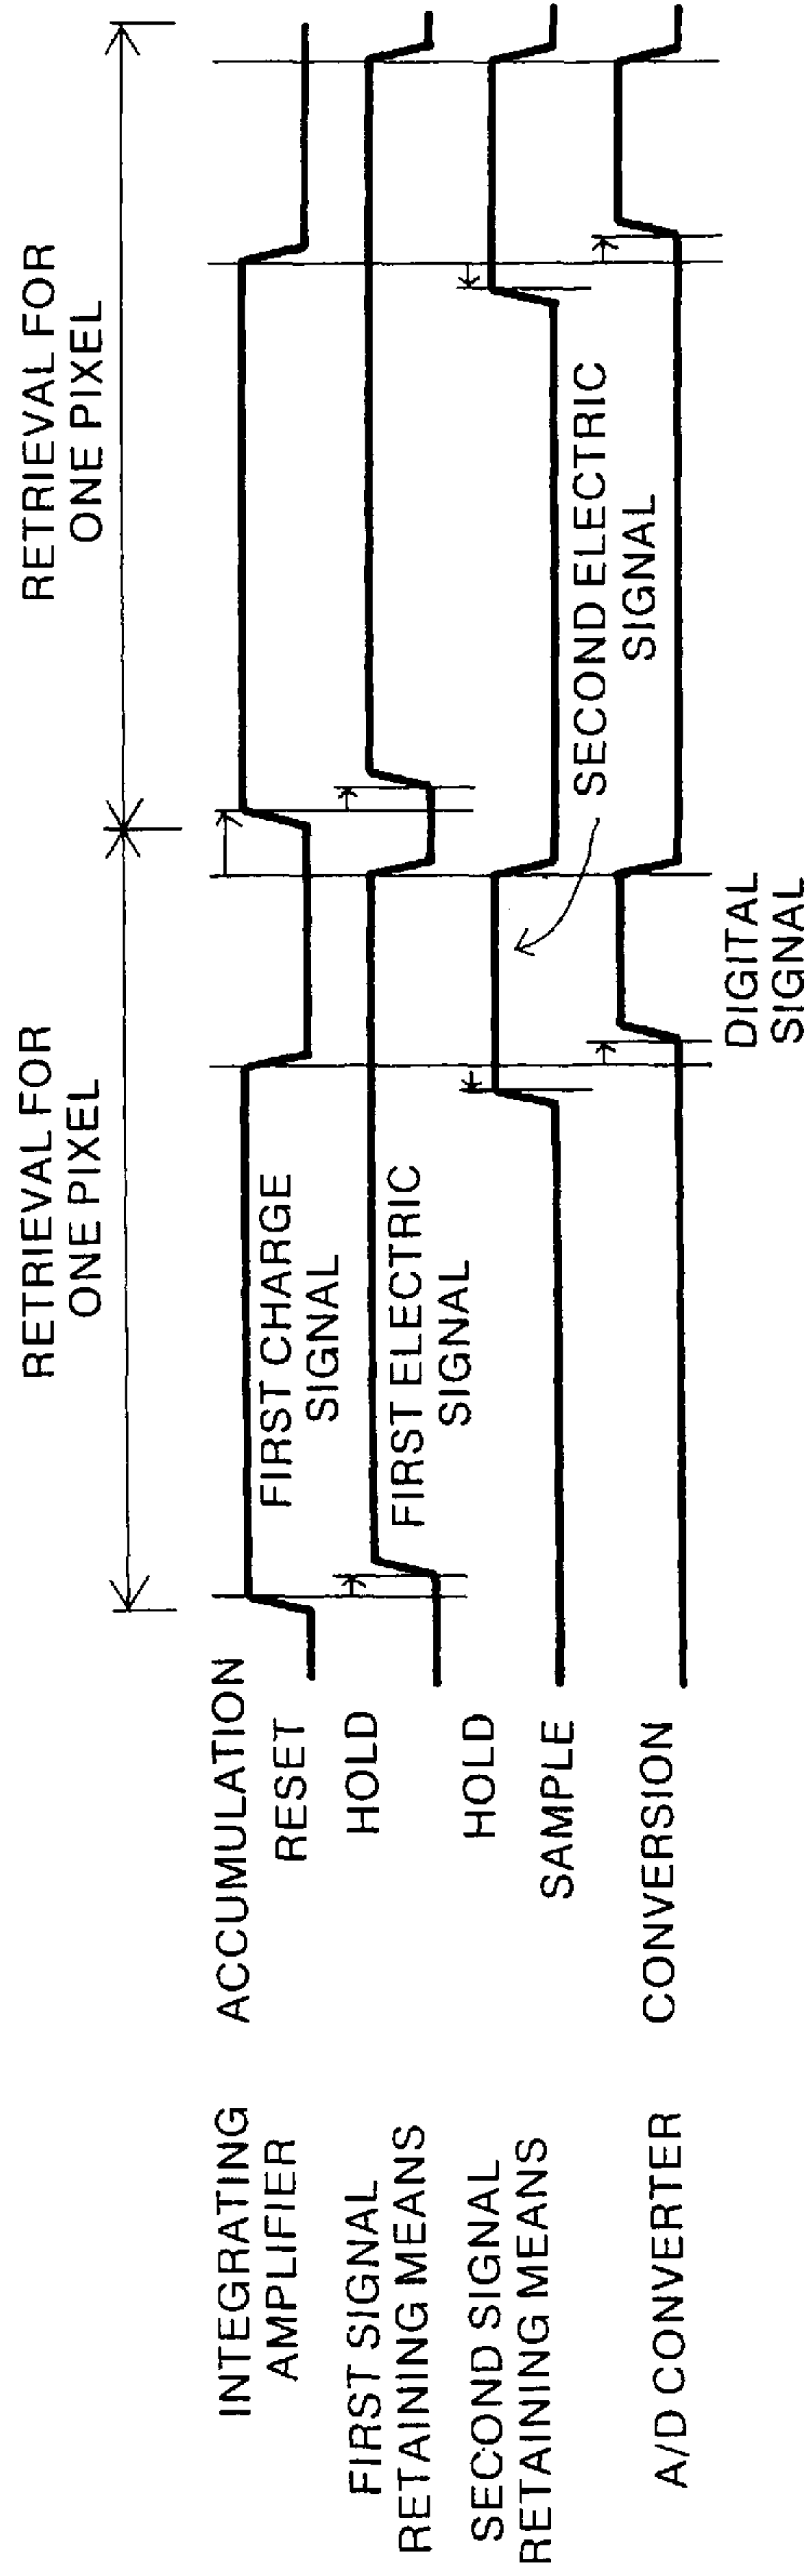 RETRIEVAL FOR
ONE PIXEL
RETRIEVAL FOR
ONE PIXEL
INTEGRATING
AMPLIFIER
ACCUMULATION
RESET
FIRST CHARGE
SIGNAL
FIRST SIGNAL
RETAINING MEANS
HOLD
FIRST ELECTRIC
SIGNAL
SECOND SIGNAL
RETAINING MEANS
HOLD
SAMPLE
SECOND ELECTRIC
SIGNAL
A/D CONVERTER
CONVERSION
DIGITAL
SIGNAL